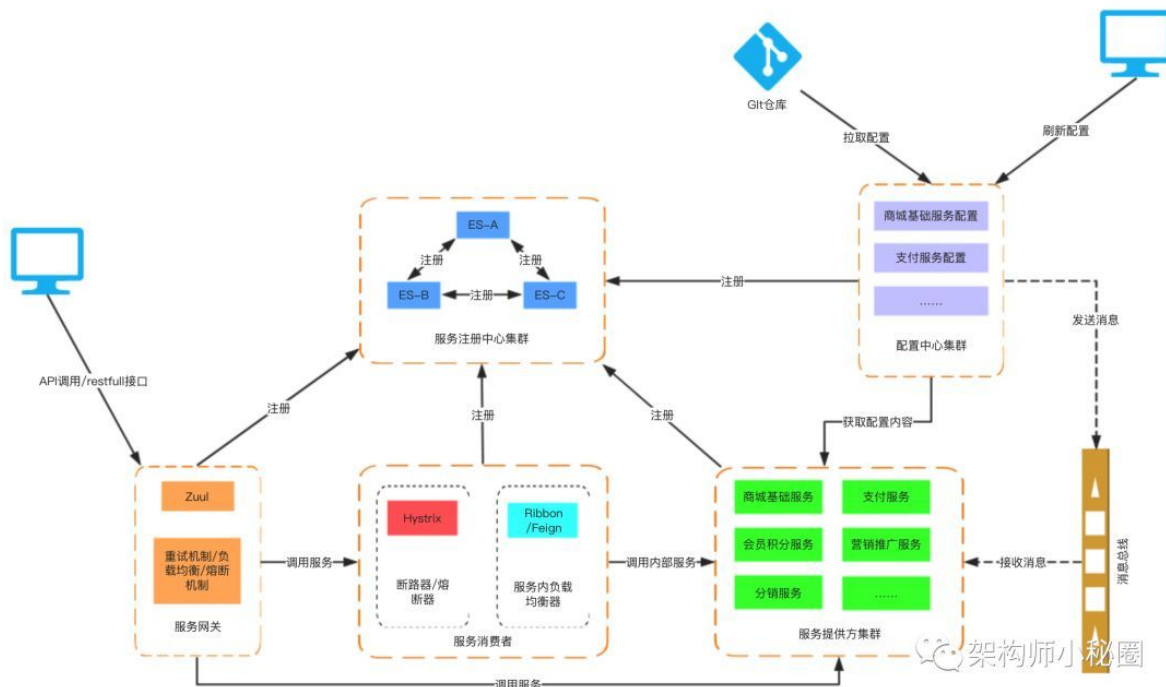 GIt仓库
拉取配置
刷新配置
商城基础服务配置
支付服务配置
......
配置中心集群
ES-A
注册
注册
ES-B
注册
ES-C
服务注册中心集群
注册
发送消息
API调用/restfull接口
注册
注册
注册
获取配置内容
Zuul
重试机制/负
载均衡/熔断
机制
服务网关
调用服务
Hystrix
断路器/熔
断器
Ribbon
/Feign
服务内负载
均衡器
服务消费者
调用内部服务
商城基础服务
支付服务
会员积分服务
营销推广服务
分销服务
......
服务提供方集群
接收消息
消息总线
调用服务
架构师小秘圈